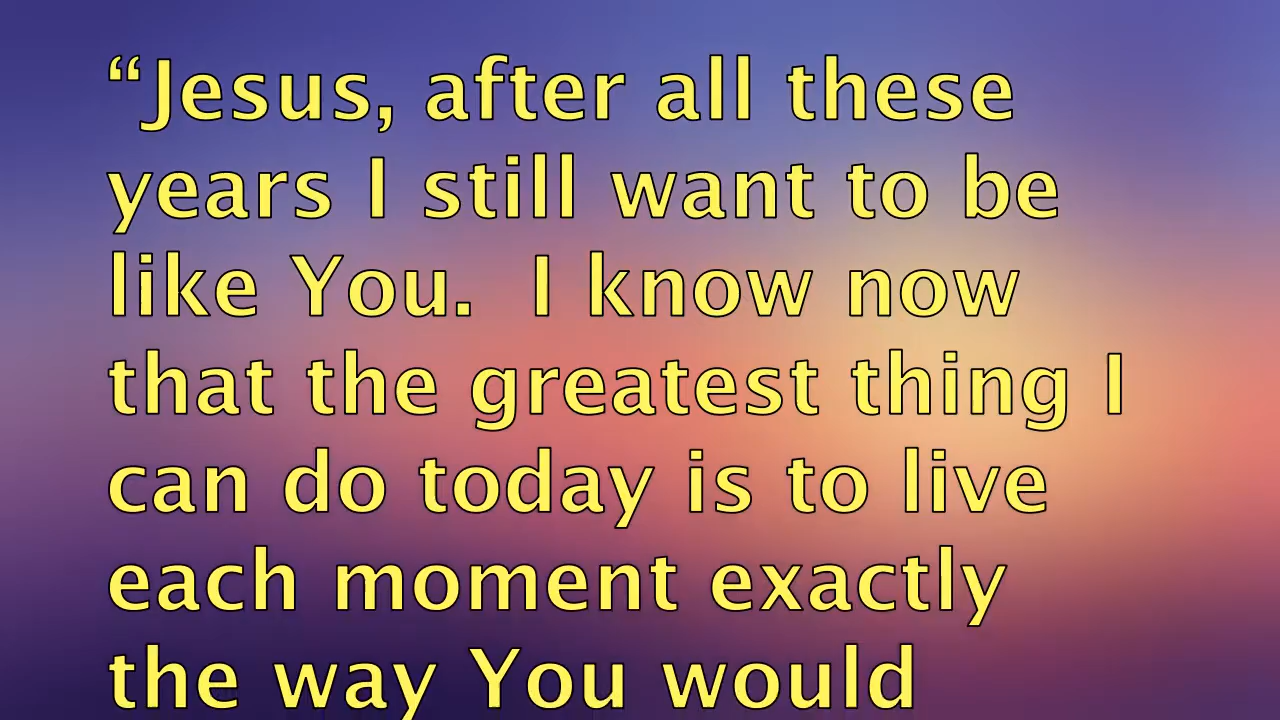 “Jesus, after all these
years I still want to be
like You.  I know now
that the greatest thing I
can do today is to live
each moment exactly
the way You would